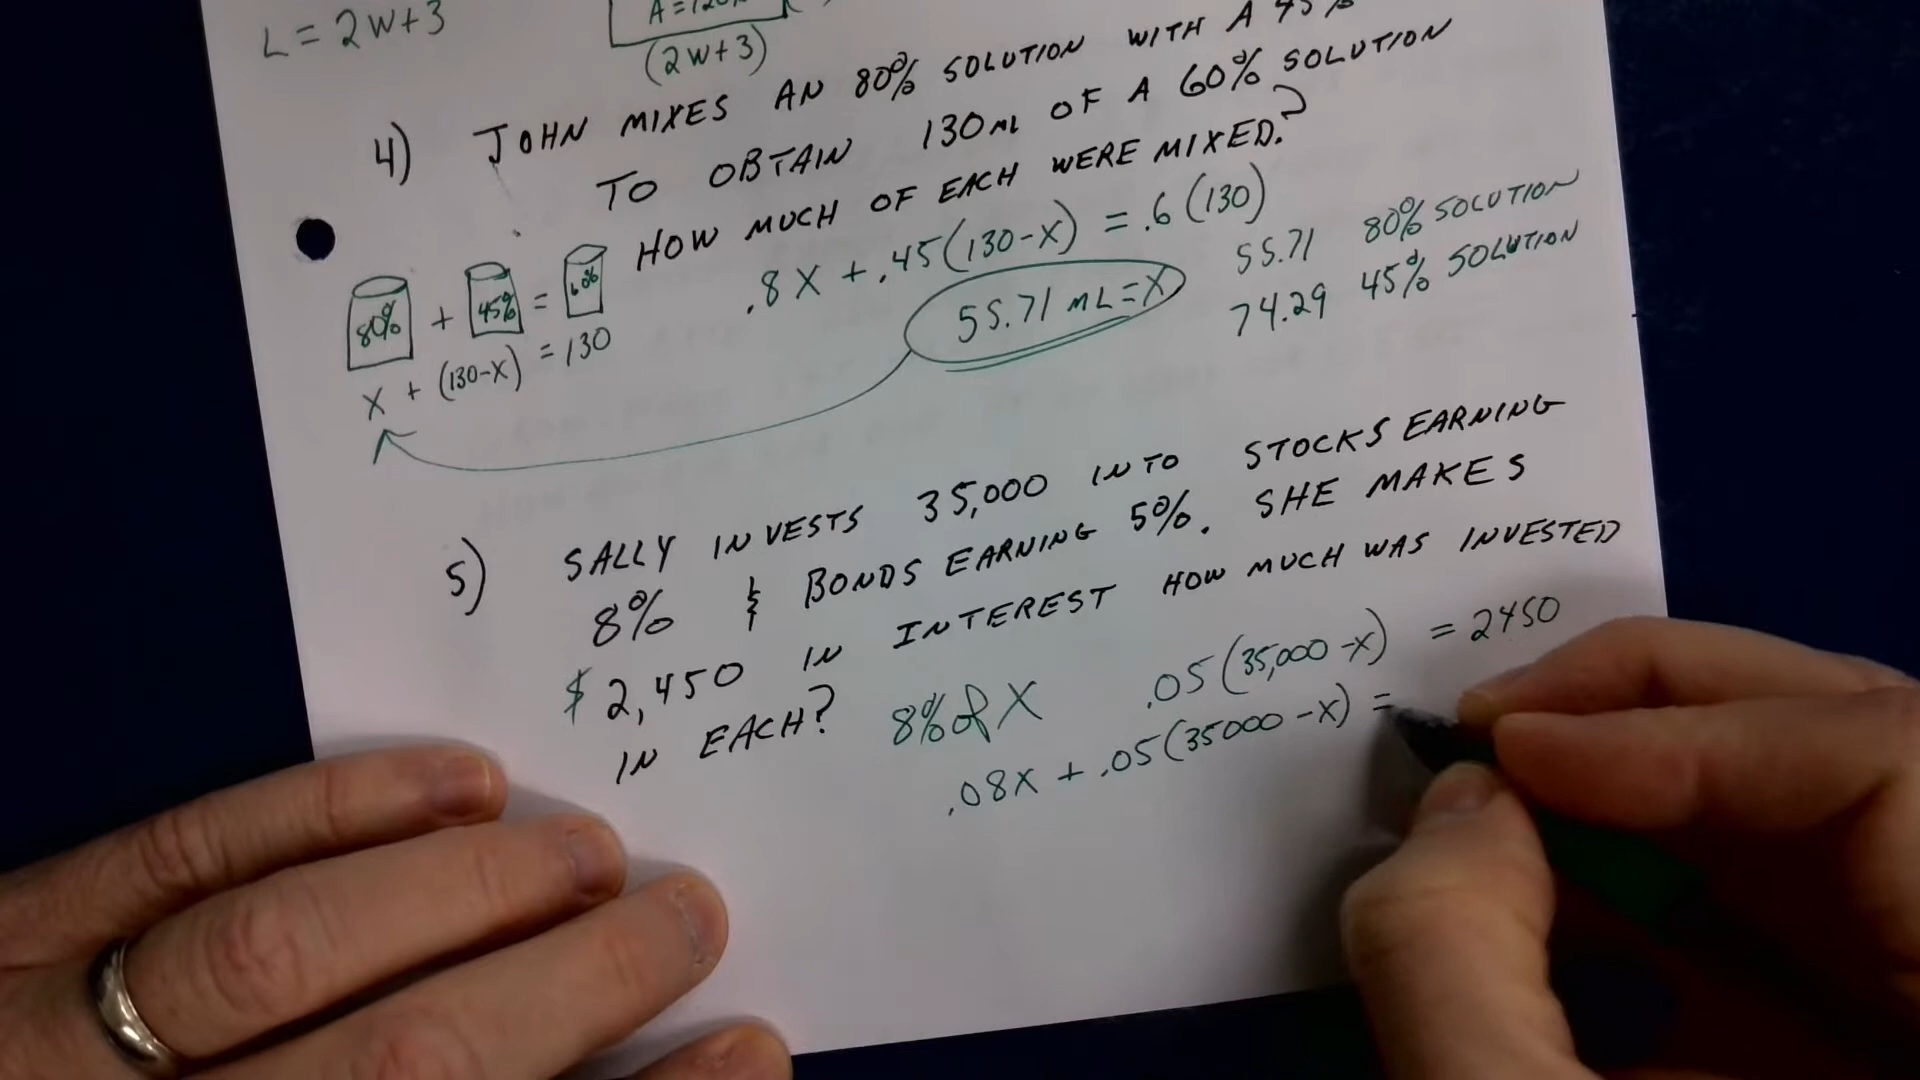 L = 2W+3
A = 120
(2W+3)
4) JOHN MIXES AN 80% SOLUTION WITH A 45%
TO OBTAIN 130 ML OF A 60% SOLUTION
HOW MUCH OF EACH WERE MIXED?
80% + 45% = 60%
X + (130-X) = 130
.8X + .45(130-X) = .6(130)
55.71 ML = X
55.71 80% SOLUTION
74.29 45% SOLUTION
5) SALLY INVESTS 35,000 INTO STOCKS EARNING
8% & BONDS EARNING 5%. SHE MAKES
$2,450 IN INTEREST HOW MUCH WAS INVESTED
IN EACH?
8% of X .05(35,000-X) = 2450
.08X + .05(35000-X) =